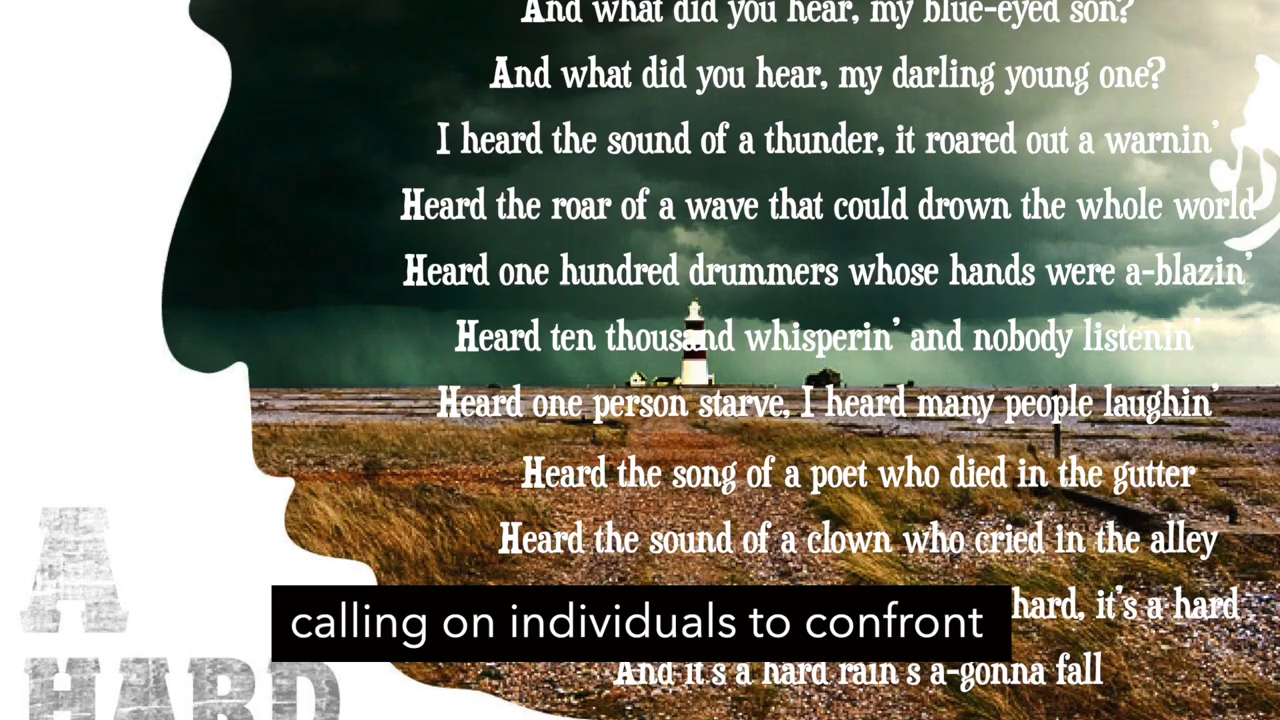 And what did you hear, my blue-eyed son?
And what did you hear, my darling young one?
I heard the sound of a thunder, it roared out a warnin'
Heard the roar of a wave that could drown the whole world
Heard one hundred drummers whose hands were a-blazin'
Heard ten thousand whisperin' and nobody listenin'
Heard one person starve, I heard many people laughin'
Heard the song of a poet who died in the gutter
Heard the sound of a clown who cried in the alley
hard, it's a hard
calling on individuals to confront
And it's a hard rain's a-gonna fall
A
HARD